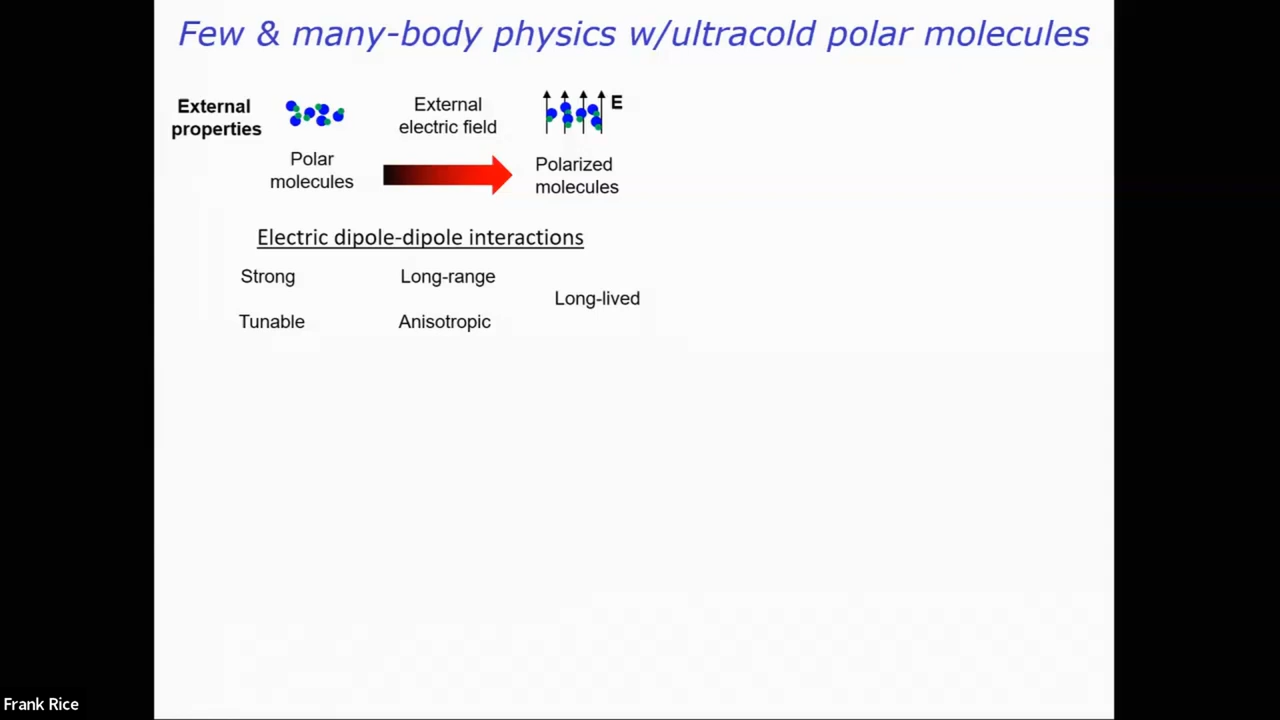 Few & many-body physics w/ultracold polar molecules
External
properties
Polar
molecules
External
electric field
E
Polarized
molecules
Electric dipole-dipole interactions
Strong
Long-range
Long-lived
Tunable
Anisotropic
Frank Rice